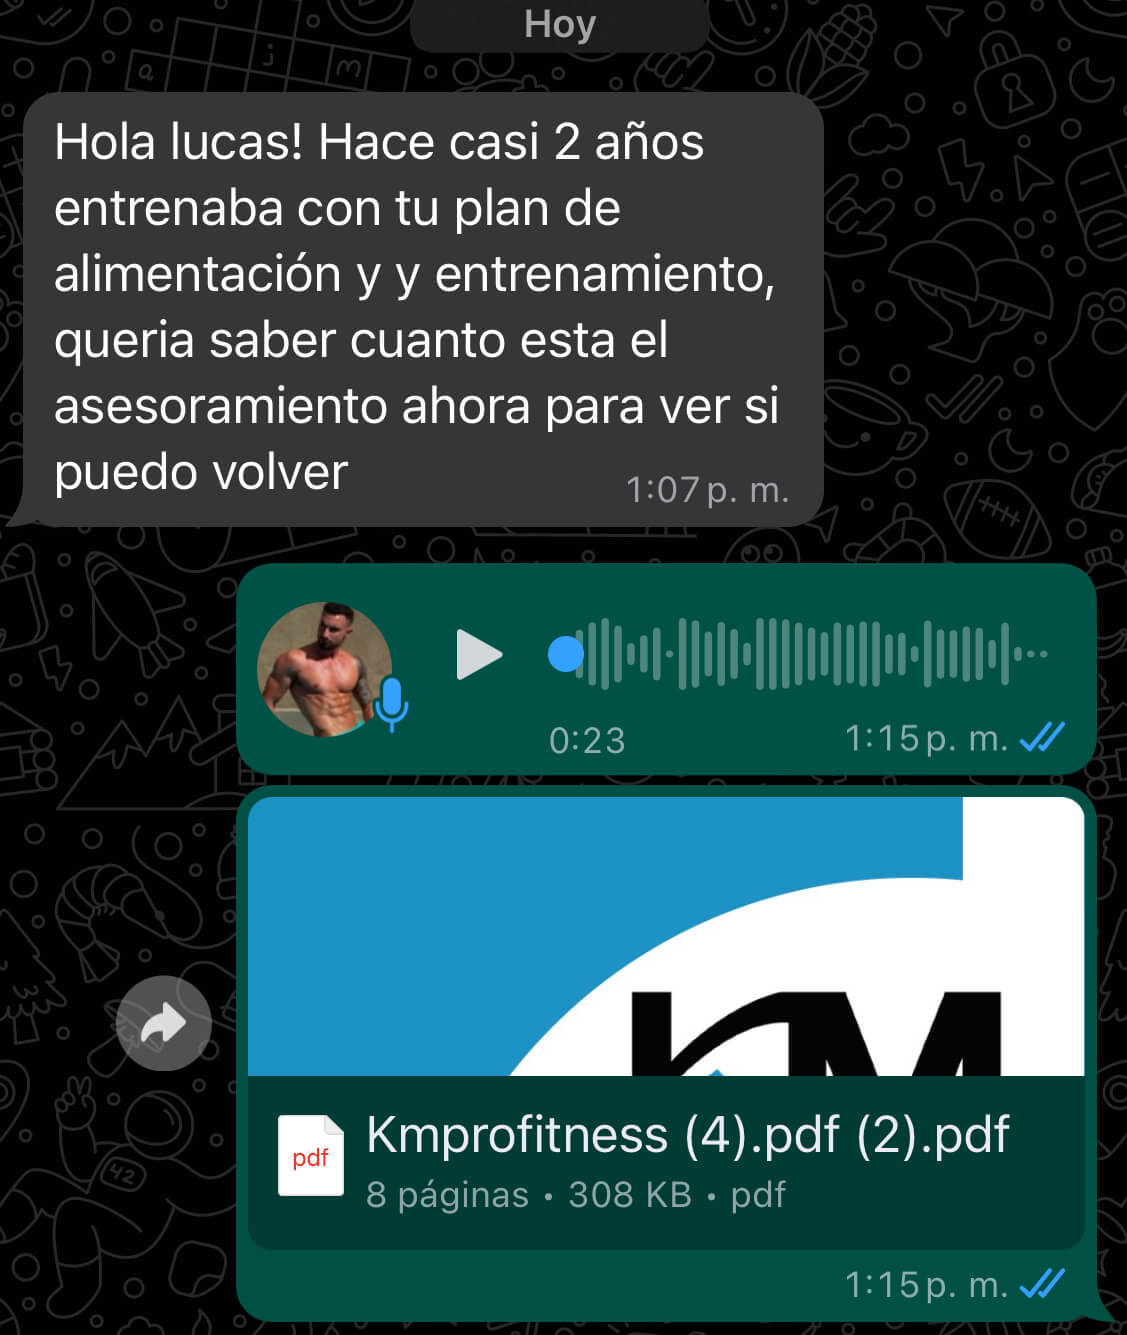 Hoy
Hola lucas! Hace casi 2 años
entrenaba con tu plan de
alimentación y y entrenamiento,
queria saber cuanto esta el
asesoramiento ahora para ver si
puedo volver
1:07 p. m.
0:23
1:15 p. m.
KM
pdf
Kmprofitness (4).pdf (2).pdf
8 páginas • 308 KB • pdf
1:15 p. m.